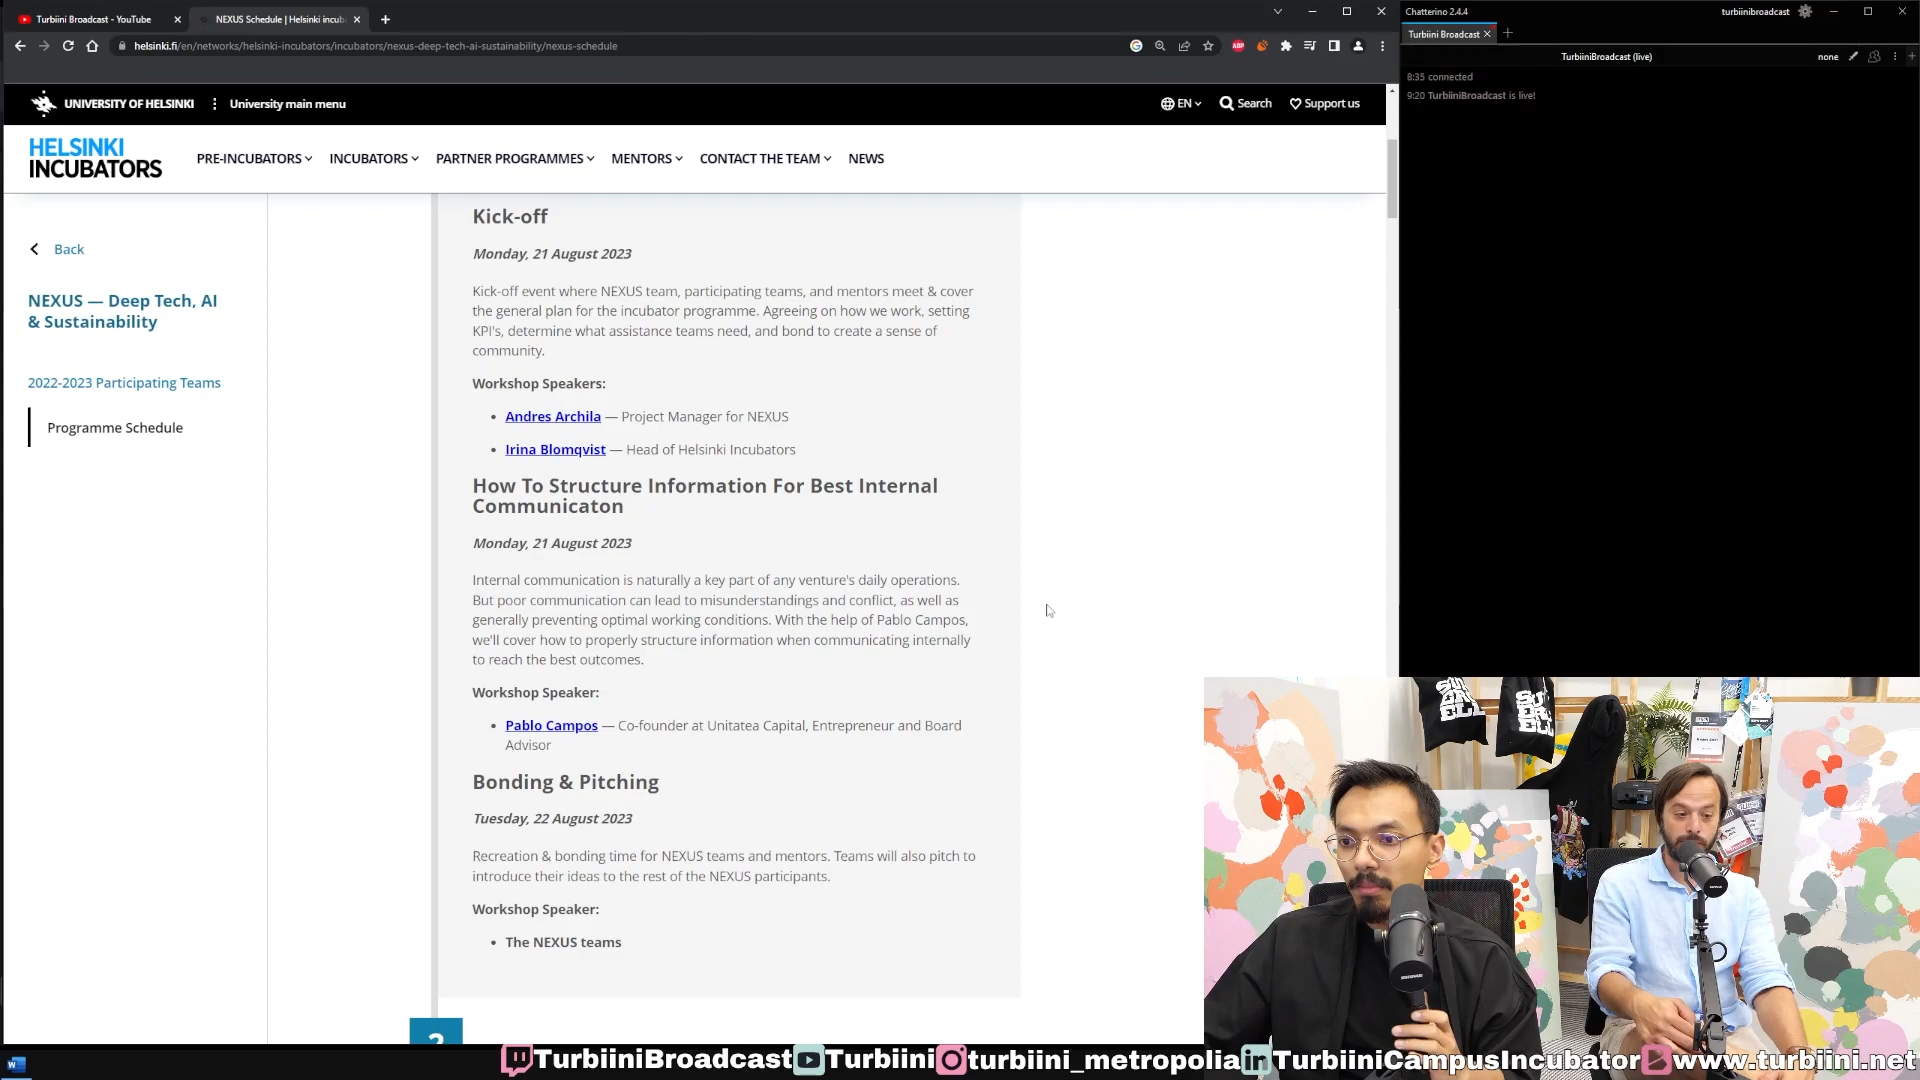 Turbiini Broadcast - YouTube
NEXUS Schedule | Helsinki incub
helsinki.fi/en/networks/helsinki-incubators/incubators/nexus-deep-tech-ai-sustainability/nexus-schedule
ABP
UNIVERSITY OF HELSINKI
University main menu
EN
Search
Support us
HELSINKI
INCUBATORS
PRE-INCUBATORS
INCUBATORS
PARTNER PROGRAMMES
MENTORS
CONTACT THE TEAM
NEWS
Back
NEXUS — Deep Tech, AI
& Sustainability
2022-2023 Participating Teams
Programme Schedule
Kick-off
Monday, 21 August 2023
Kick-off event where NEXUS team, participating teams, and mentors meet & cover
the general plan for the incubator programme. Agreeing on how we work, setting
KPI's, determine what assistance teams need, and bond to create a sense of
community.
Workshop Speakers:
• Andres Archila — Project Manager for NEXUS
• Irina Blomqvist — Head of Helsinki Incubators
How To Structure Information For Best Internal
Communicaton
Monday, 21 August 2023
Internal communication is naturally a key part of any venture's daily operations.
But poor communication can lead to misunderstandings and conflict, as well as
generally preventing optimal working conditions. With the help of Pablo Campos,
we'll cover how to properly structure information when communicating internally
to reach the best outcomes.
Workshop Speaker:
• Pablo Campos — Co-founder at Unitatea Capital, Entrepreneur and Board
Advisor
Bonding & Pitching
Tuesday, 22 August 2023
Recreation & bonding time for NEXUS teams and mentors. Teams will also pitch to
introduce their ideas to the rest of the NEXUS participants.
Workshop Speaker:
• The NEXUS teams
Chatterino 2.4.4
turbiinibroadcast
Turbiini Broadcast
TurbiiniBroadcast (live)
none
8:35 connected
9:20 TurbiiniBroadcast is live!
TurbiiniBroadcast
Turbiini
turbiini_metropolia
TurbiiniCampusIncubator
www.turbiini.net